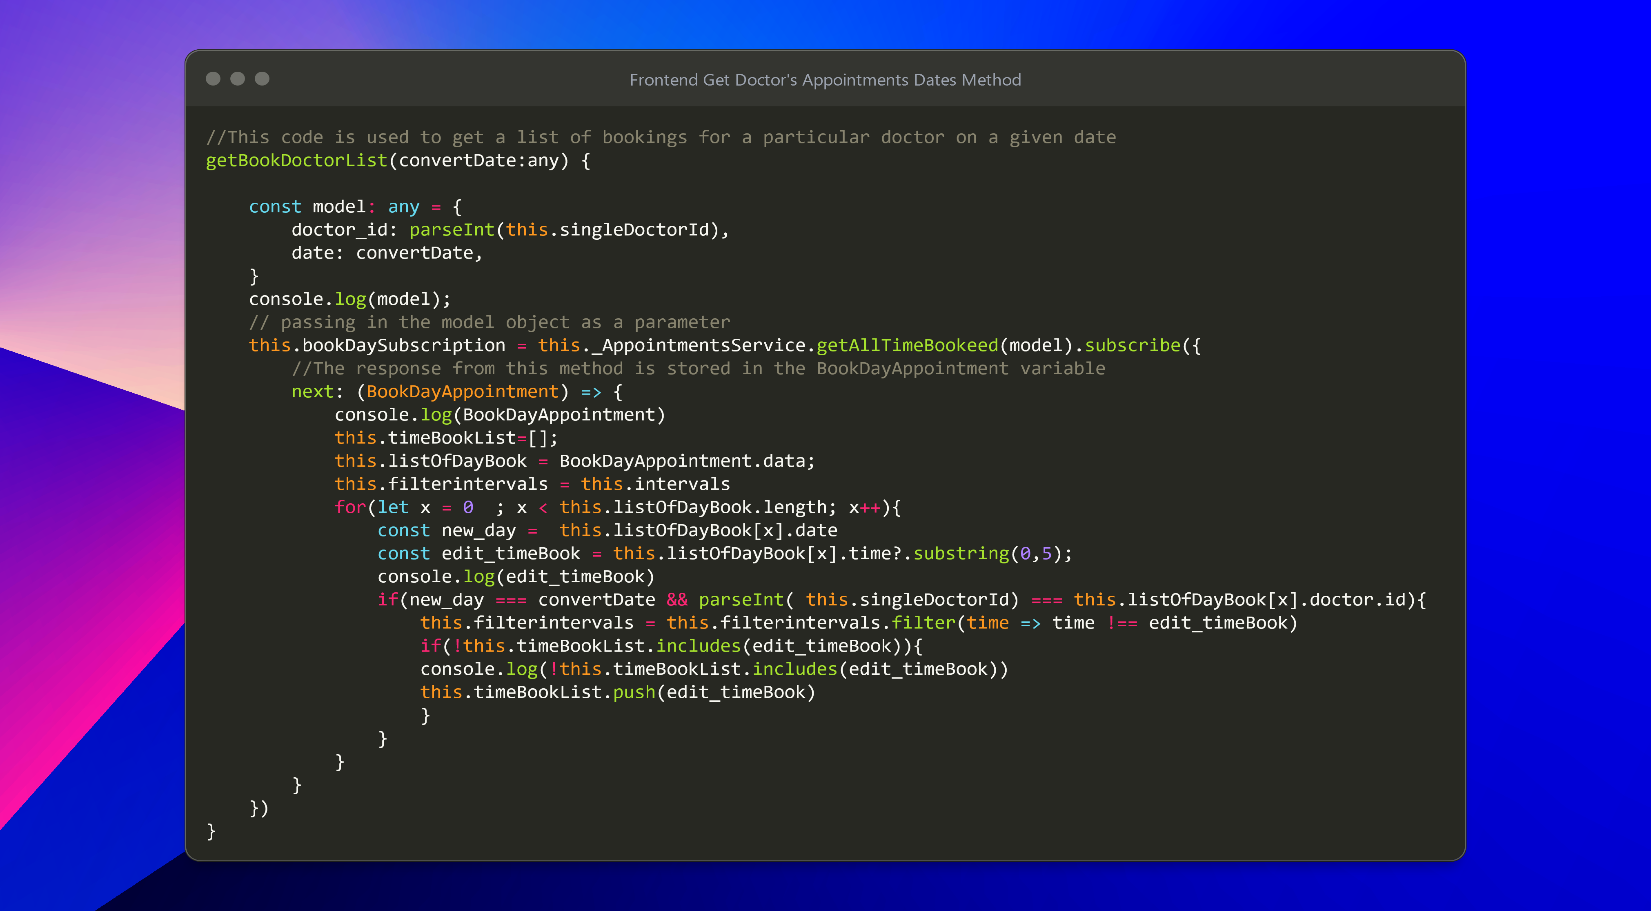 Frontend Get Doctor's Appointments Dates Method
//This code is used to get a list of bookings for a particular doctor on a given date
getBookDoctorList(convertDate:any) {
    const model: any = {
        doctor_id: parseInt(this.singleDoctorId),
        date: convertDate,
    }
    console.log(model);
    // passing in the model object as a parameter
    this.bookDaySubscription = this._AppointmentsService.getAllTimeBookeed(model).subscribe({
        //The response from this method is stored in the BookDayAppointment variable
        next: (BookDayAppointment) => {
            console.log(BookDayAppointment)
            this.timeBookList=[];
            this.listOfDayBook = BookDayAppointment.data;
            this.filterintervals = this.intervals
            for(let x = 0  ; x < this.listOfDayBook.length; x++){
                const new_day =  this.listOfDayBook[x].date
                const edit_timeBook = this.listOfDayBook[x].time?.substring(0,5);
                console.log(edit_timeBook)
                if(new_day === convertDate && parseInt( this.singleDoctorId) === this.listOfDayBook[x].doctor.id){
                    this.filterintervals = this.filterintervals.filter(time => time !== edit_timeBook)
                    if(!this.timeBookList.includes(edit_timeBook)){
                    console.log(!this.timeBookList.includes(edit_timeBook))
                    this.timeBookList.push(edit_timeBook)
                    }
                }
            }
        }
    })
}